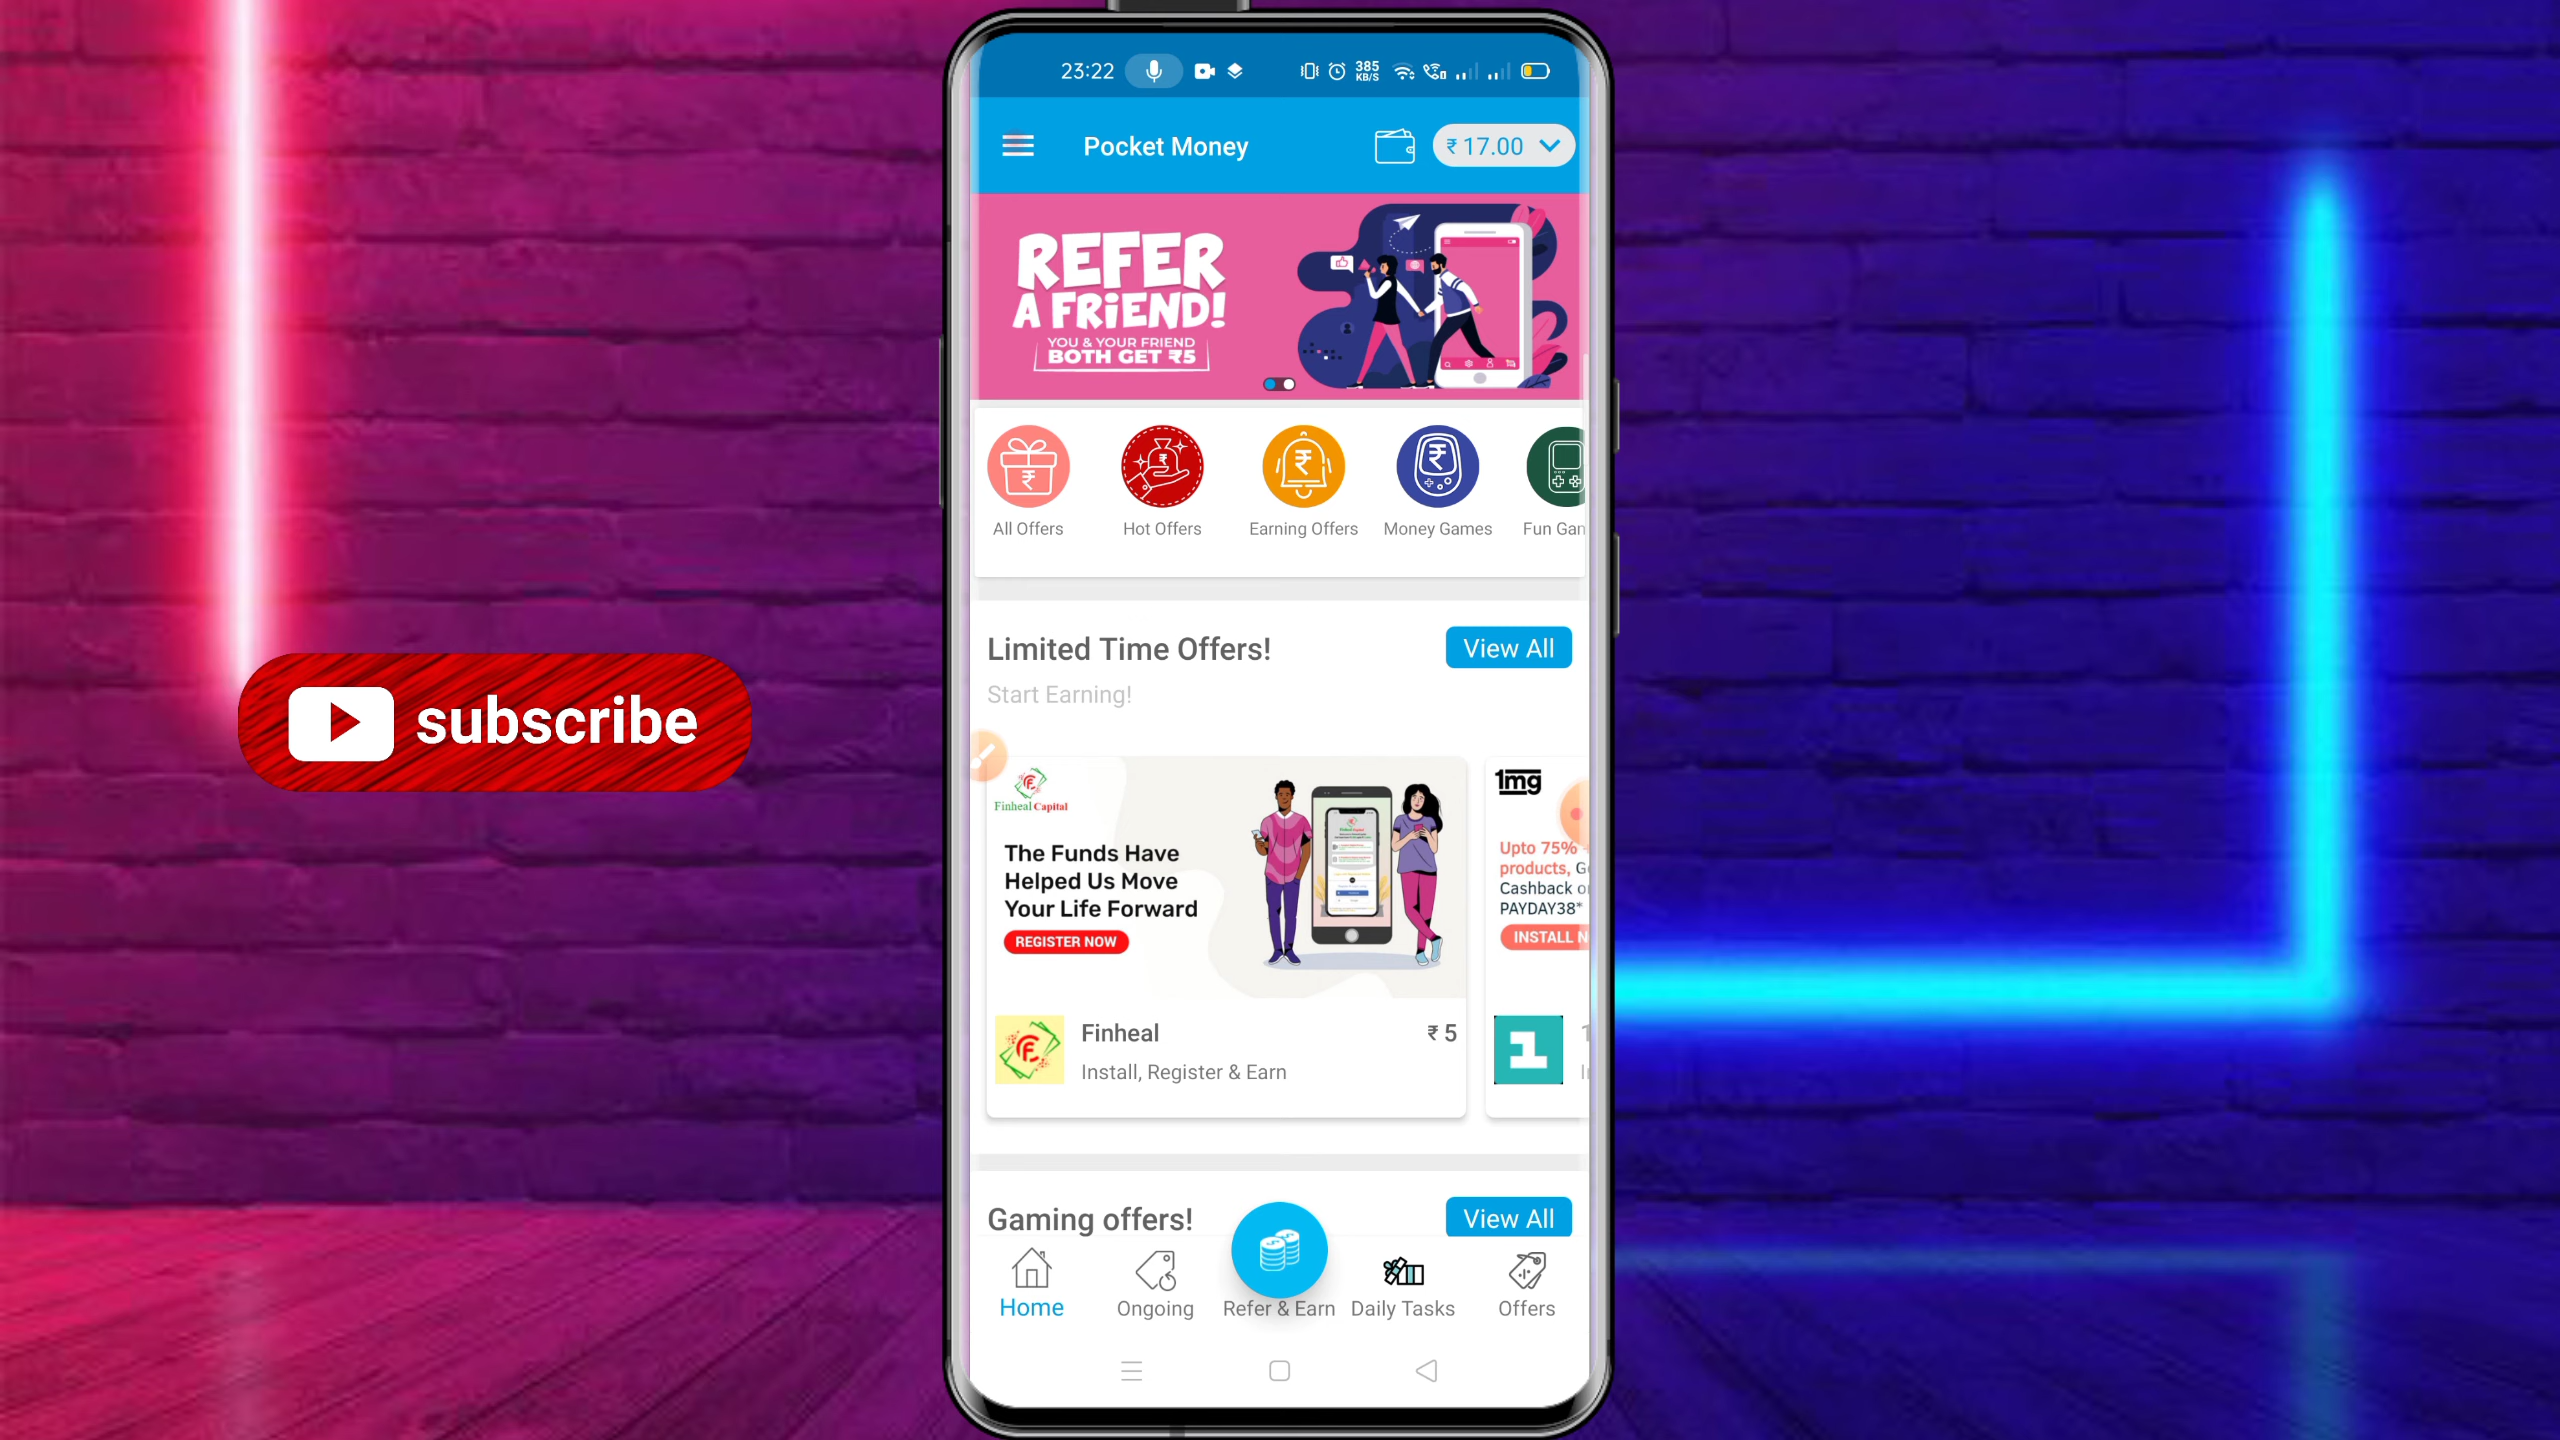 23:22
385
KB/S
Pocket Money
₹ 17.00
REFER
A FRIEND!
YOU & YOUR FRIEND
BOTH GET ₹5
All Offers
Hot Offers
Earning Offers
Money Games
Fun Gam
Limited Time Offers!
View All
Start Earning!
subscribe
Finheal Capital
The Funds Have
Helped Us Move
Your Life Forward
REGISTER NOW
1mg
Upto 75%
products, G
Cashback o
PAYDAY38*
INSTALL N
Finheal
₹ 5
Install, Register & Earn
Gaming offers!
View All
Home
Ongoing
Refer & Earn
Daily Tasks
Offers